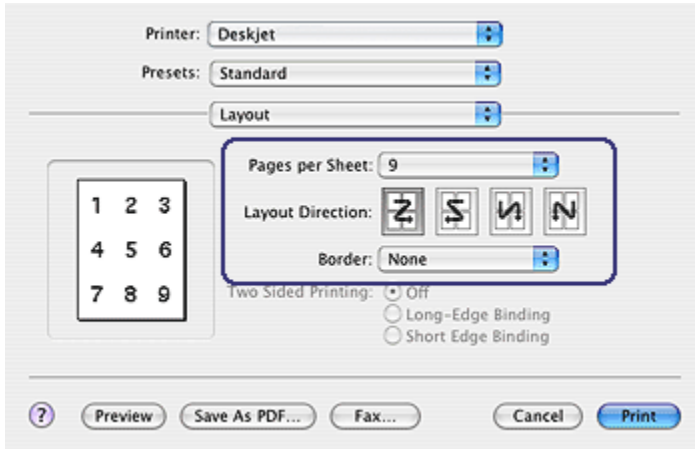 Printer: Deskjet
Presets: Standard
Layout
Pages per Sheet: 9
Layout Direction:
Border: None
1 2 3
4 5 6
7 8 9
Two Sided Printing: Off
Long-Edge Binding
Short Edge Binding
? Preview Save As PDF... Fax... Cancel Print